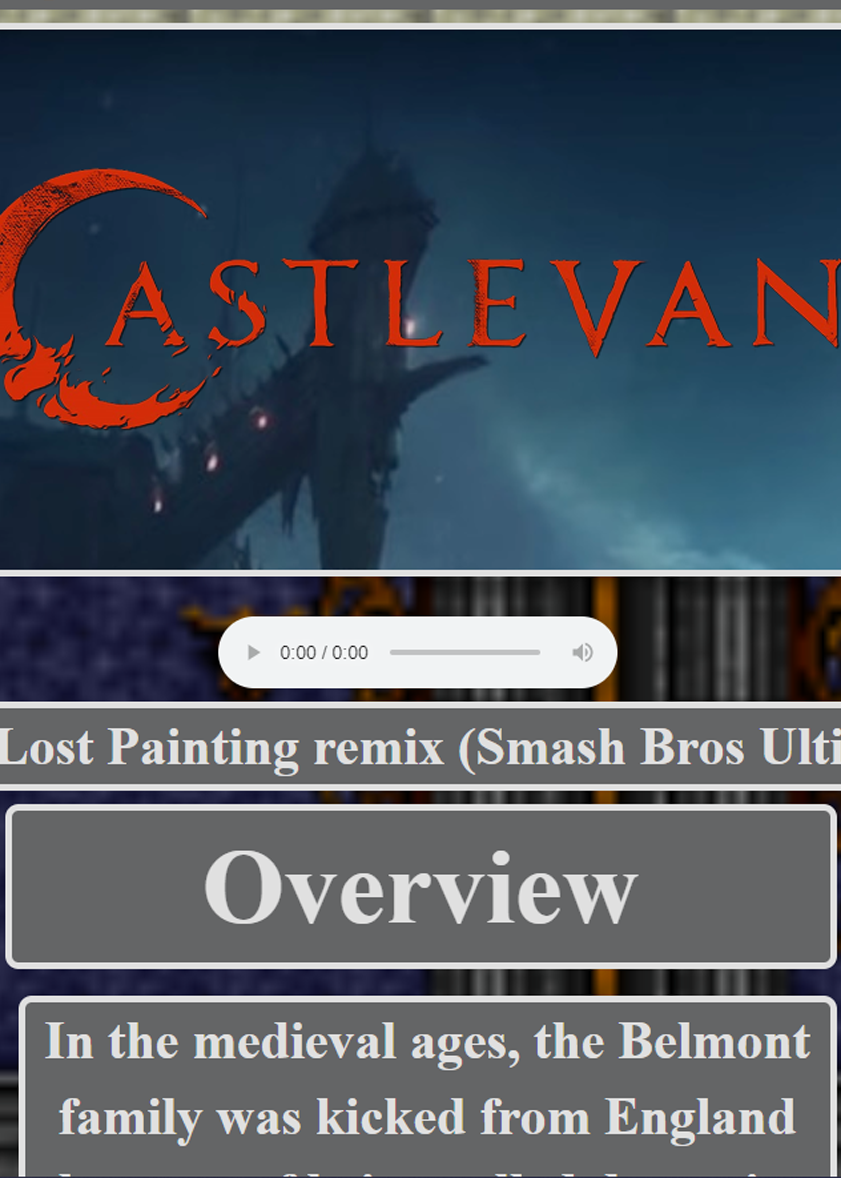 CASTLEVAN
0:00 / 0:00
Lost Painting remix (Smash Bros Ulti
Overview
In the medieval ages, the Belmont
family was kicked from England